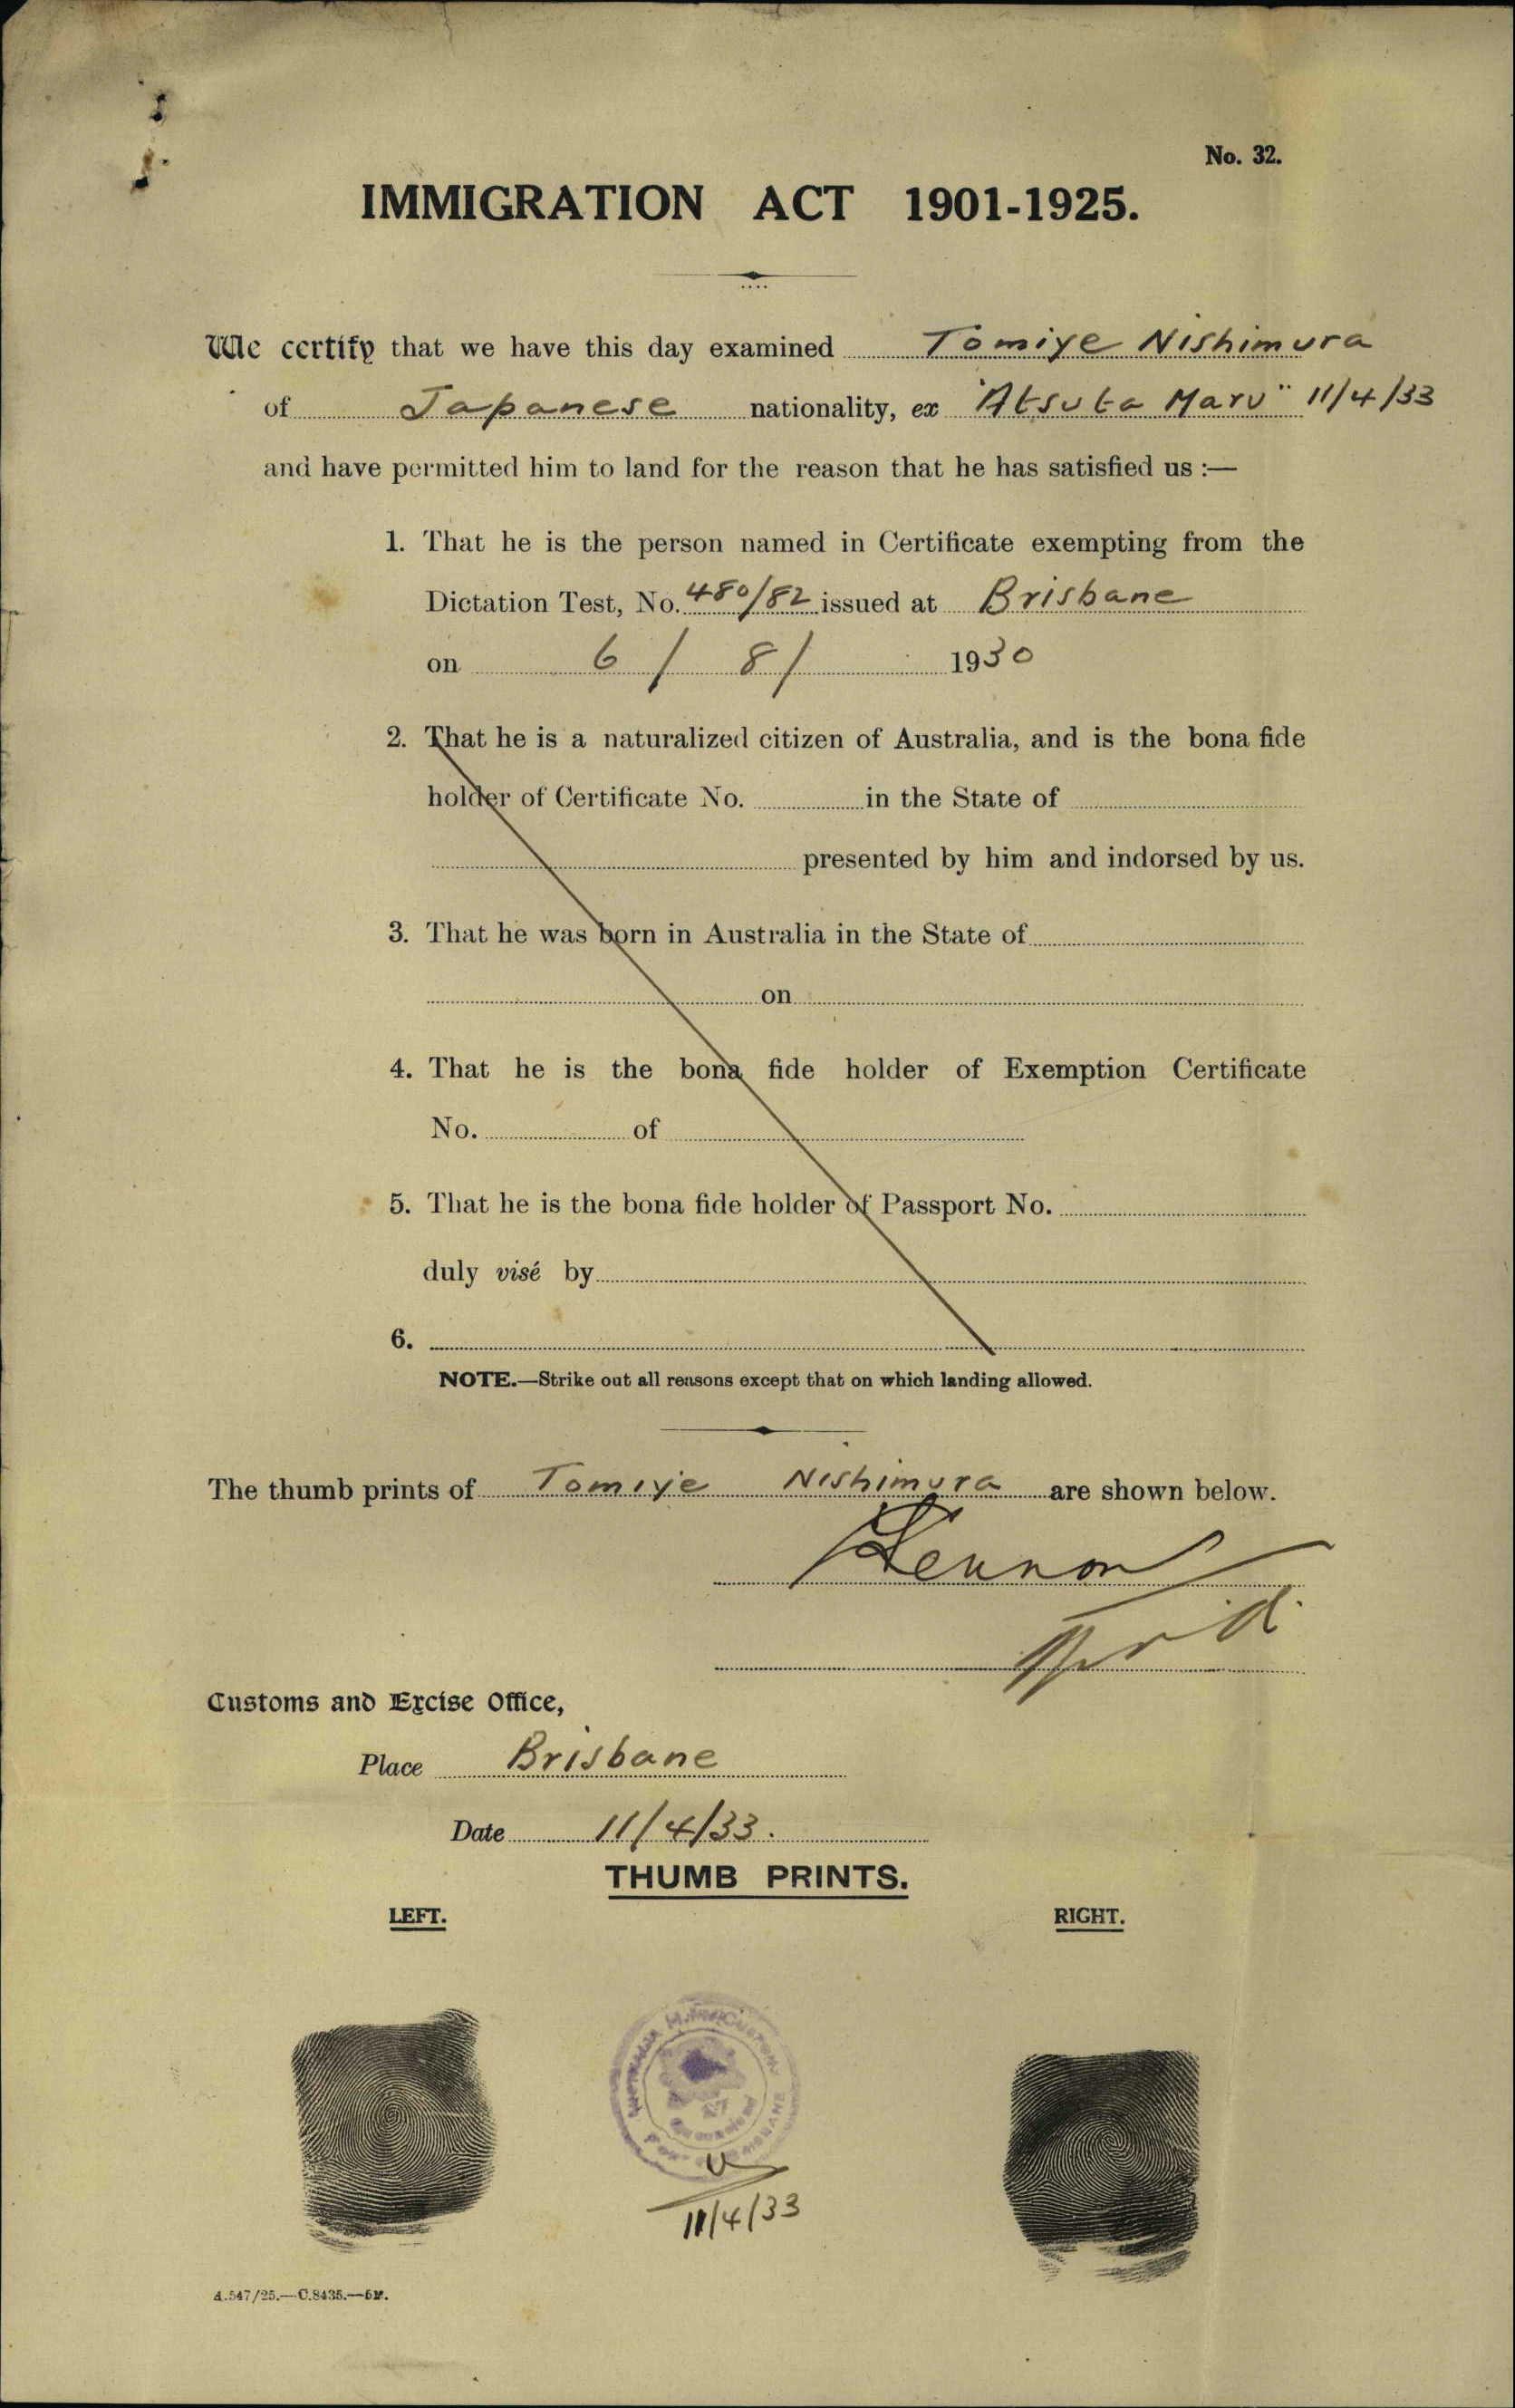 No. 32.
IMMIGRATION ACT 1901-1925.
We certify that we have this day examined Tomiye Nishimura
of Japanese nationality, ex "Atsuta Maru" 11/4/33
and have permitted him to land for the reason that he has satisfied us :—
1. That he is the person named in Certificate exempting from the
Dictation Test, No. 480/82 issued at Brisbane
on 6 / 8 / 1930
2. That he is a naturalized citizen of Australia, and is the bona fide
holder of Certificate No. in the State of
presented by him and indorsed by us.
3. That he was born in Australia in the State of
on
4. That he is the bona fide holder of Exemption Certificate
No. of
5. That he is the bona fide holder of Passport No.
duly visé by
6.
NOTE.—Strike out all reasons except that on which landing allowed.
The thumb prints of Tomiye Nishimura are shown below.
Customs and Excise Office,
Place Brisbane
Date 11/4/33.
THUMB PRINTS.
LEFT. RIGHT.
11/4/33
A.547/25.—C.8435.—5M.